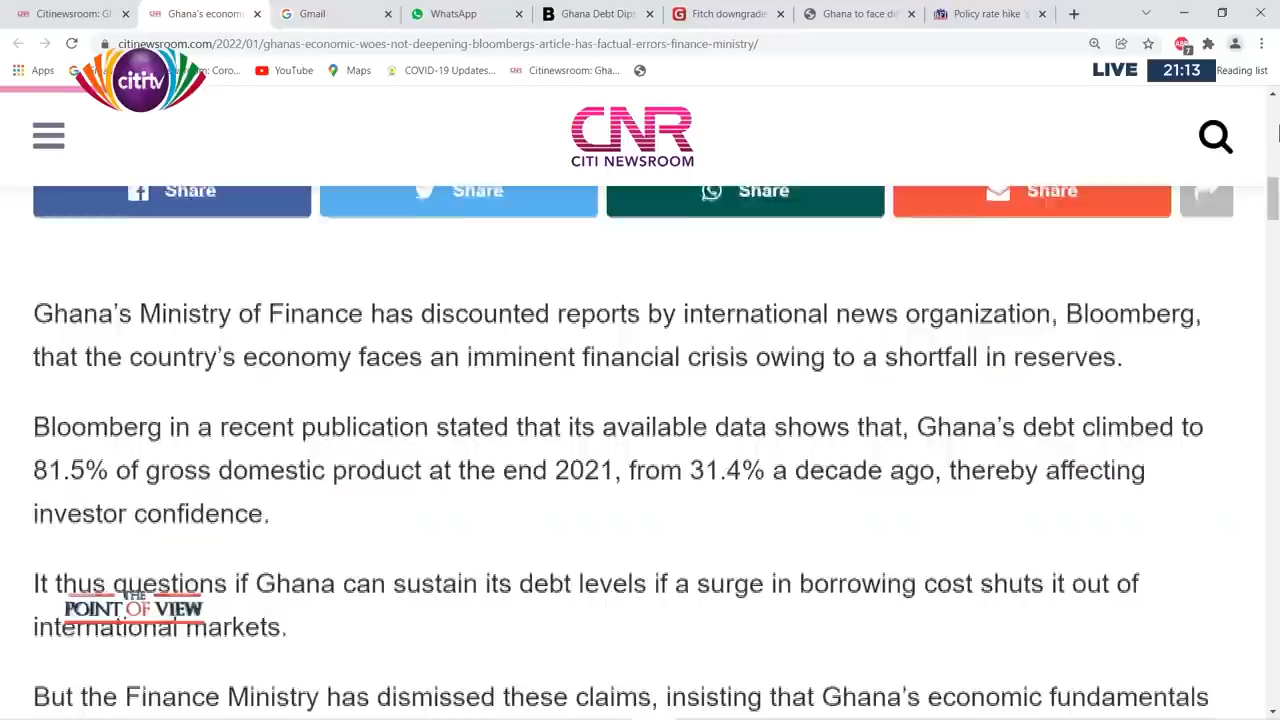 Citinewsroom: Gh
Ghana's econom
Gmail
WhatsApp
Ghana Debt Dips
Fitch downgrade
Ghana to face di
Policy rate hike 's
citinewsroom.com/2022/01/ghanas-economic-woes-not-deepening-bloombergs-article-has-factual-errors-finance-ministry/
Apps
Coro...
YouTube
Maps
COVID-19 Updates...
Citinewsroom: Gha...
Reading list
citi tv
LIVE 21:13
CNR
CITI NEWSROOM
Share
Share
Share
Share
Ghana's Ministry of Finance has discounted reports by international news organization, Bloomberg,
that the country's economy faces an imminent financial crisis owing to a shortfall in reserves.
Bloomberg in a recent publication stated that its available data shows that, Ghana's debt climbed to
81.5% of gross domestic product at the end 2021, from 31.4% a decade ago, thereby affecting
investor confidence.
It thus questions if Ghana can sustain its debt levels if a surge in borrowing cost shuts it out of
international markets.
THE
POINT OF VIEW
But the Finance Ministry has dismissed these claims, insisting that Ghana's economic fundamentals